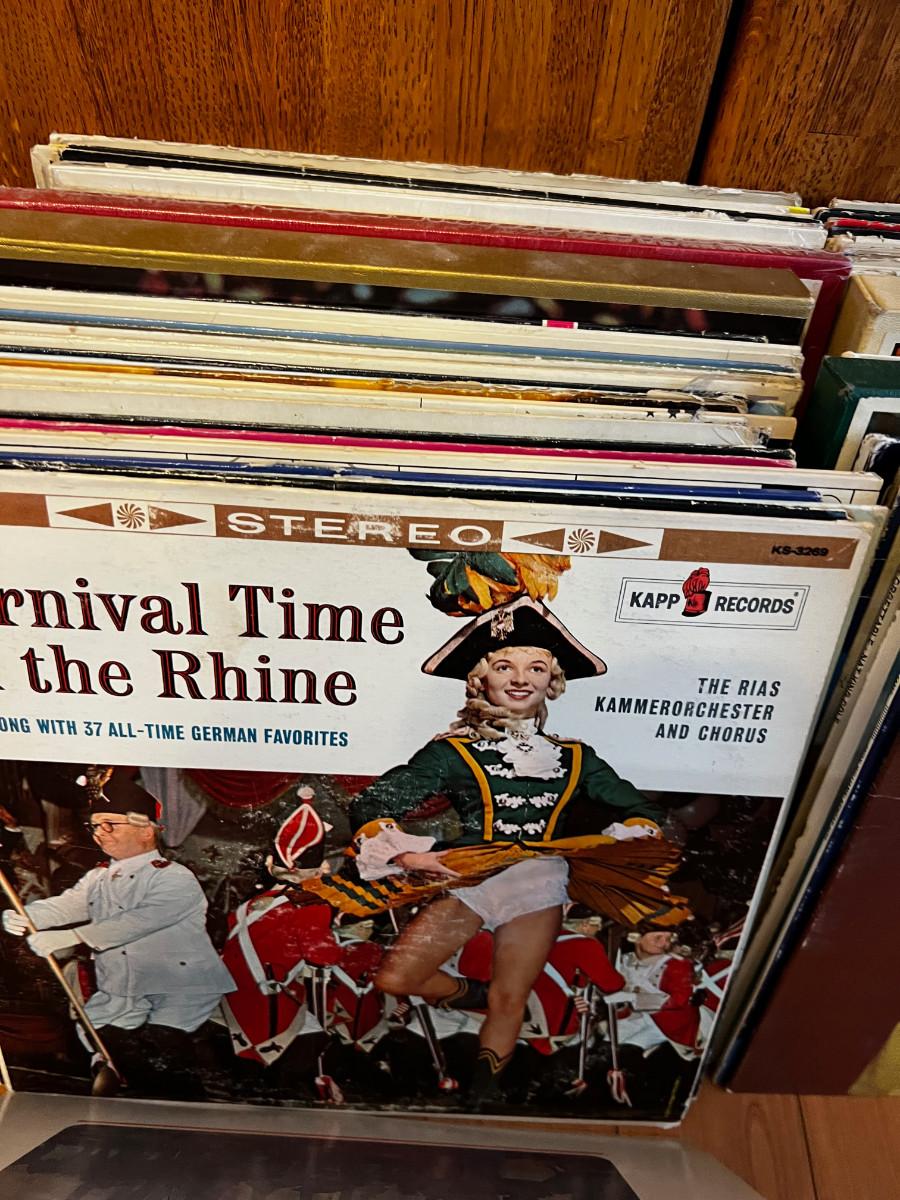 STEREO
KS-3269
rnival Time
the Rhine
ONG WITH 37 ALL-TIME GERMAN FAVORITES
KAPP RECORDS®
THE RIAS
KAMMERORCHESTER
AND CHORUS